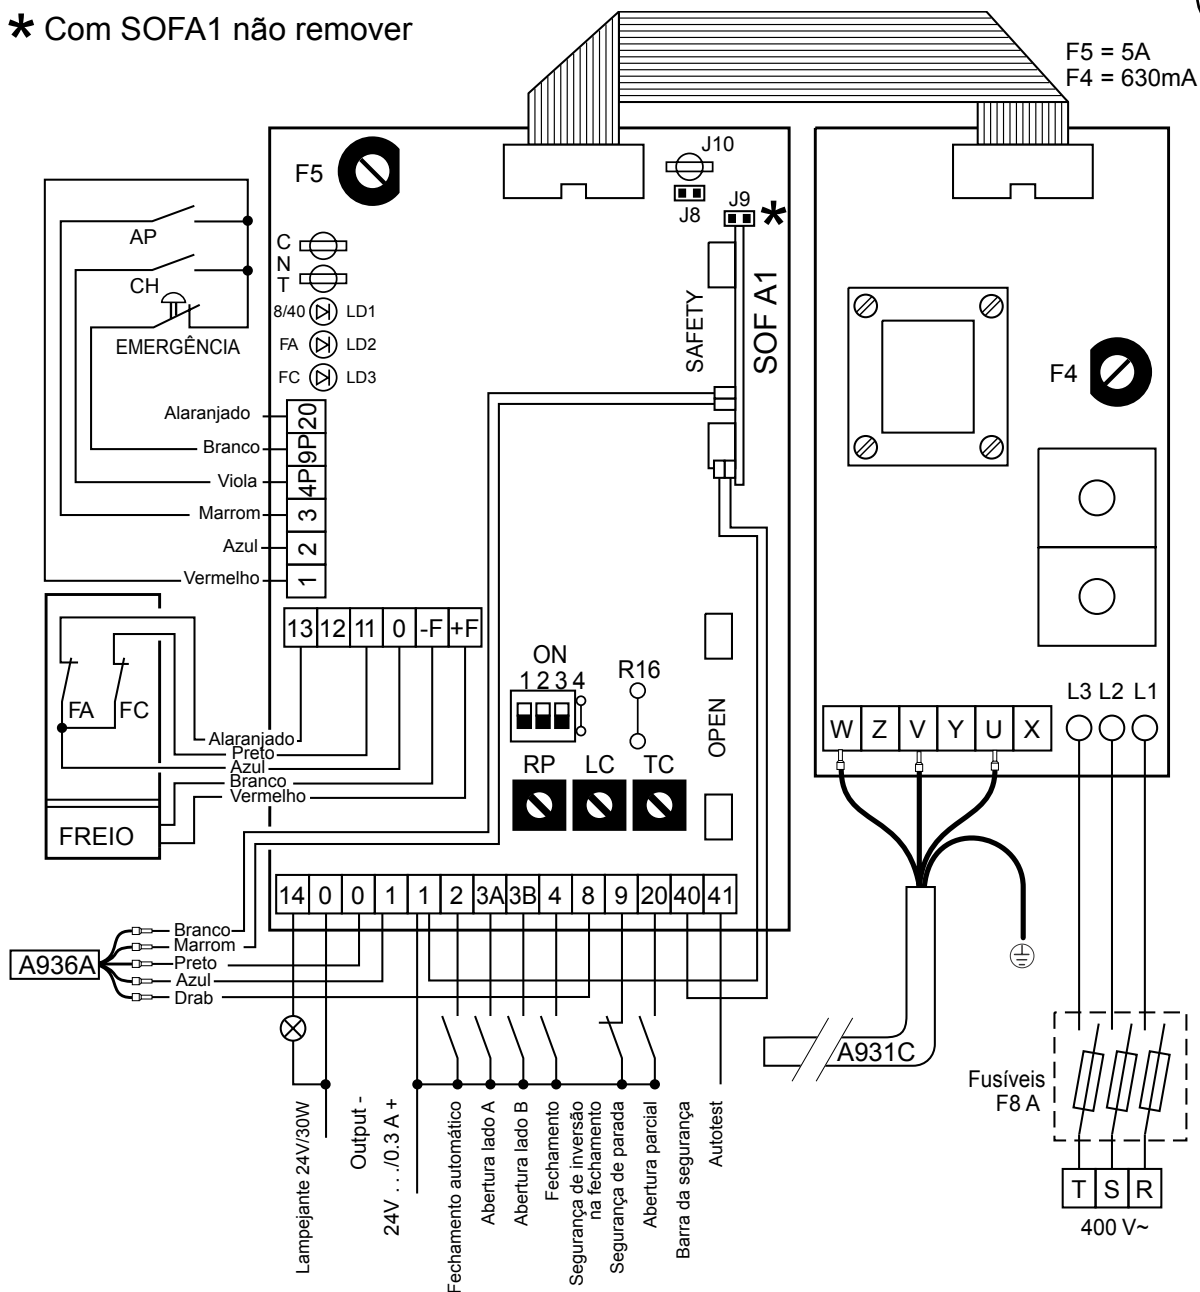 * Com SOFA1 não remover
F5 = 5A
F4 = 630mA
F5
J10
J8
J9
*
C
N
T
8/40
LD1
FA
LD2
FC
LD3
SAFETY
SOF A1
F4
AP
CH
EMERGÊNCIA
Alaranjado
20
Branco
9P
Viola
4P
Marrom
3
Azul
2
Vermelho
1
13 12 11 0 -F +F
ON
1 2 3 4
R16
OPEN
RP LC TC
FA FC
Alaranjado
Preto
Azul
Branco
Vermelho
FREIO
L3 L2 L1
W Z V Y U X
14 0 0 1 1 2 3A 3B 4 8 9 20 40 41
A936A
Branco
Marrom
Preto
Azul
Drab
A931C
Fusíveis
F8 A
T S R
400 V~
Lampejante 24V/30W
Output -
24V .../0.3 A +
Fechamento automático
Abertura lado A
Abertura lado B
Fechamento
Segurança de inversão
na fechamento
Segurança de parada
Abertura parcial
Barra da segurança
Autotest